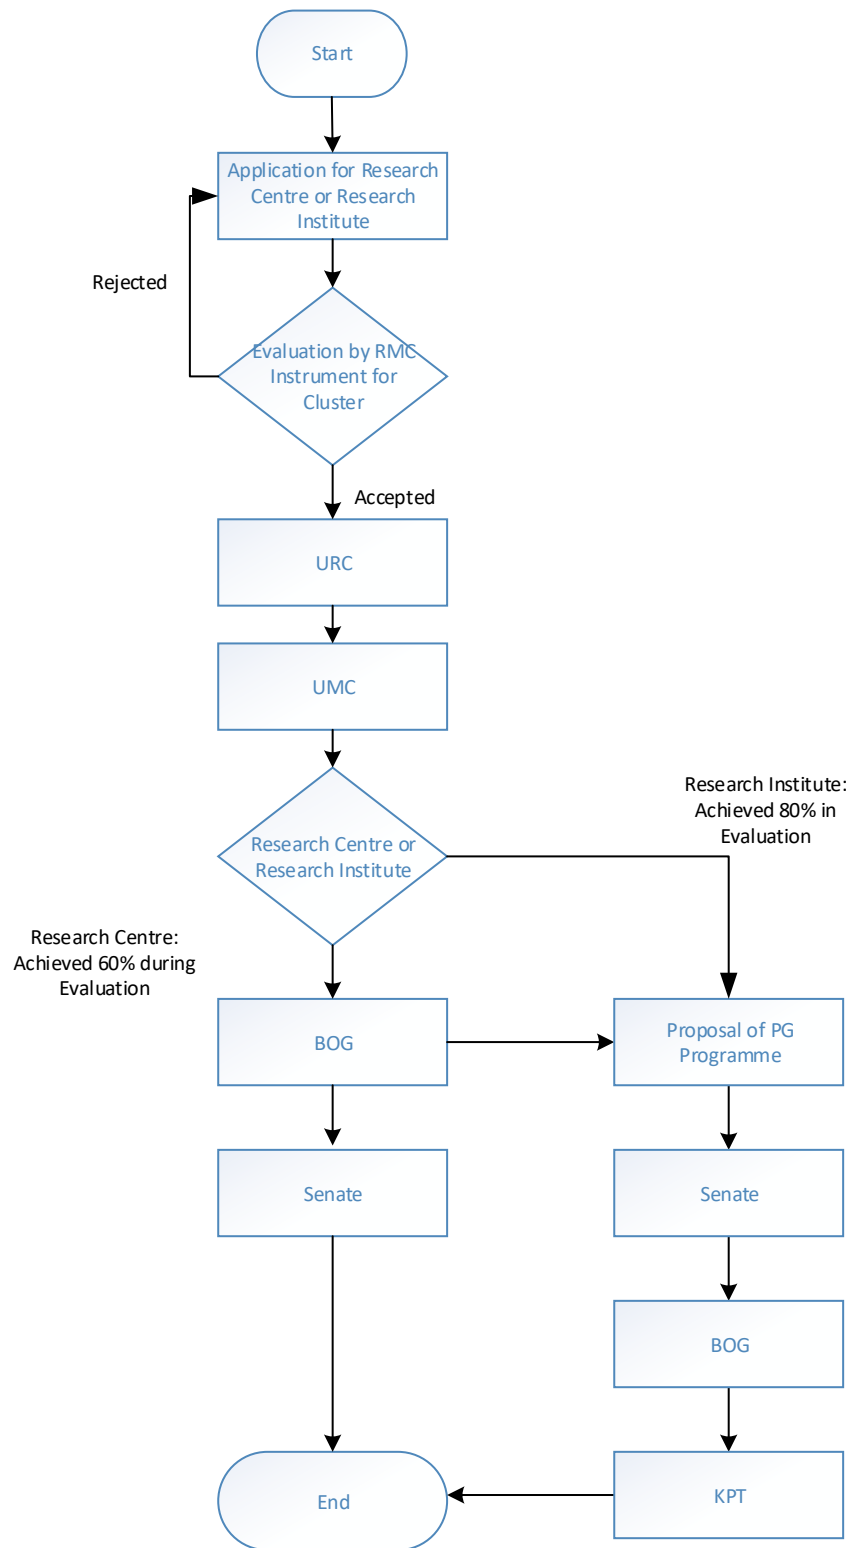 Start
Application for Research
Centre or Research
Institute
Rejected
Evaluation by RMC
Instrument for
Cluster
Accepted
URC
UMC
Research Institute:
Achieved 80% in
Evaluation
Research Centre or
Research Institute
Research Centre:
Achieved 60% during
Evaluation
BOG
Proposal of PG
Programme
Senate
Senate
BOG
KPT
End